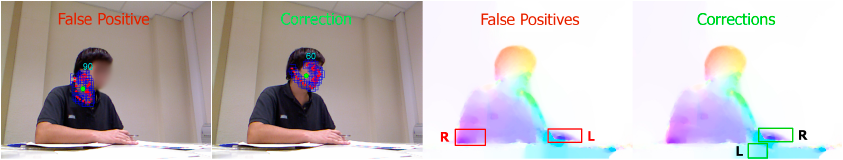 False Positive
Correction
False Positives
Corrections
90
60
R
L
R
L